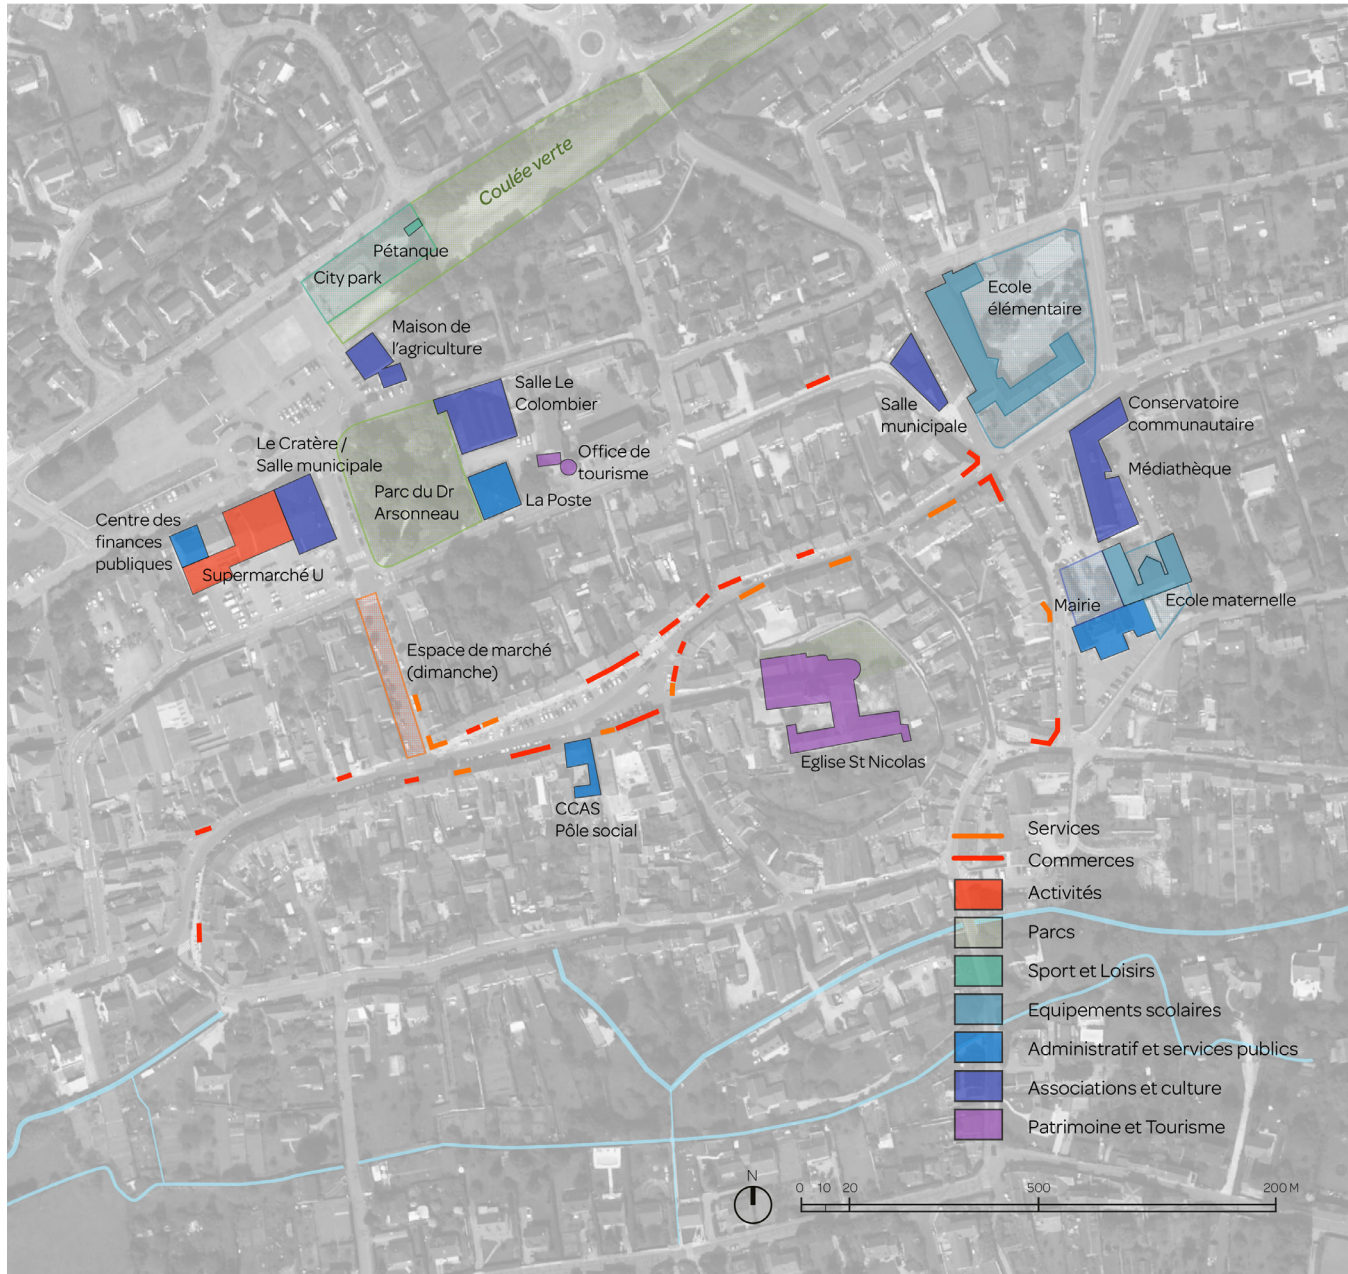 Coulée verte
Pétanque
City park
Maison de
l'agriculture
Salle Le
Colombier
Ecole
élémentaire
Salle
municipale
Conservatoire
communautaire
Médiathèque
Le Cratère /
Salle municipale
Office de
tourisme
Parc du Dr
Arsonneau
La Poste
Centre des
finances
publiques
Supermarché U
Mairie
Ecole maternelle
Espace de marché
(dimanche)
Eglise St Nicolas
CCAS
Pôle social
Services
Commerces
Activités
Parcs
Sport et Loisirs
Equipements scolaires
Administratif et services publics
Associations et culture
Patrimoine et Tourisme
N
0 10 20 500 200 M